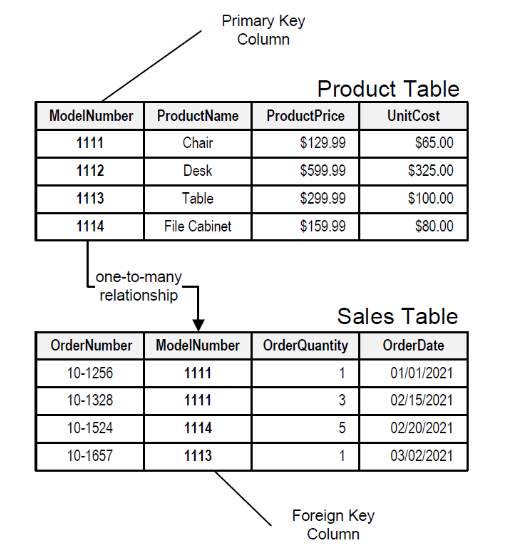 Primary Key
Column
Product Table
ModelNumber ProductName ProductPrice UnitCost
1111 Chair $129.99 $65.00
1112 Desk $599.99 $325.00
1113 Table $299.99 $100.00
1114 File Cabinet $159.99 $80.00
one-to-many
relationship
Sales Table
OrderNumber ModelNumber OrderQuantity OrderDate
10-1256 1111 1 01/01/2021
10-1328 1111 3 02/15/2021
10-1524 1114 5 02/20/2021
10-1657 1113 1 03/02/2021
Foreign Key
Column